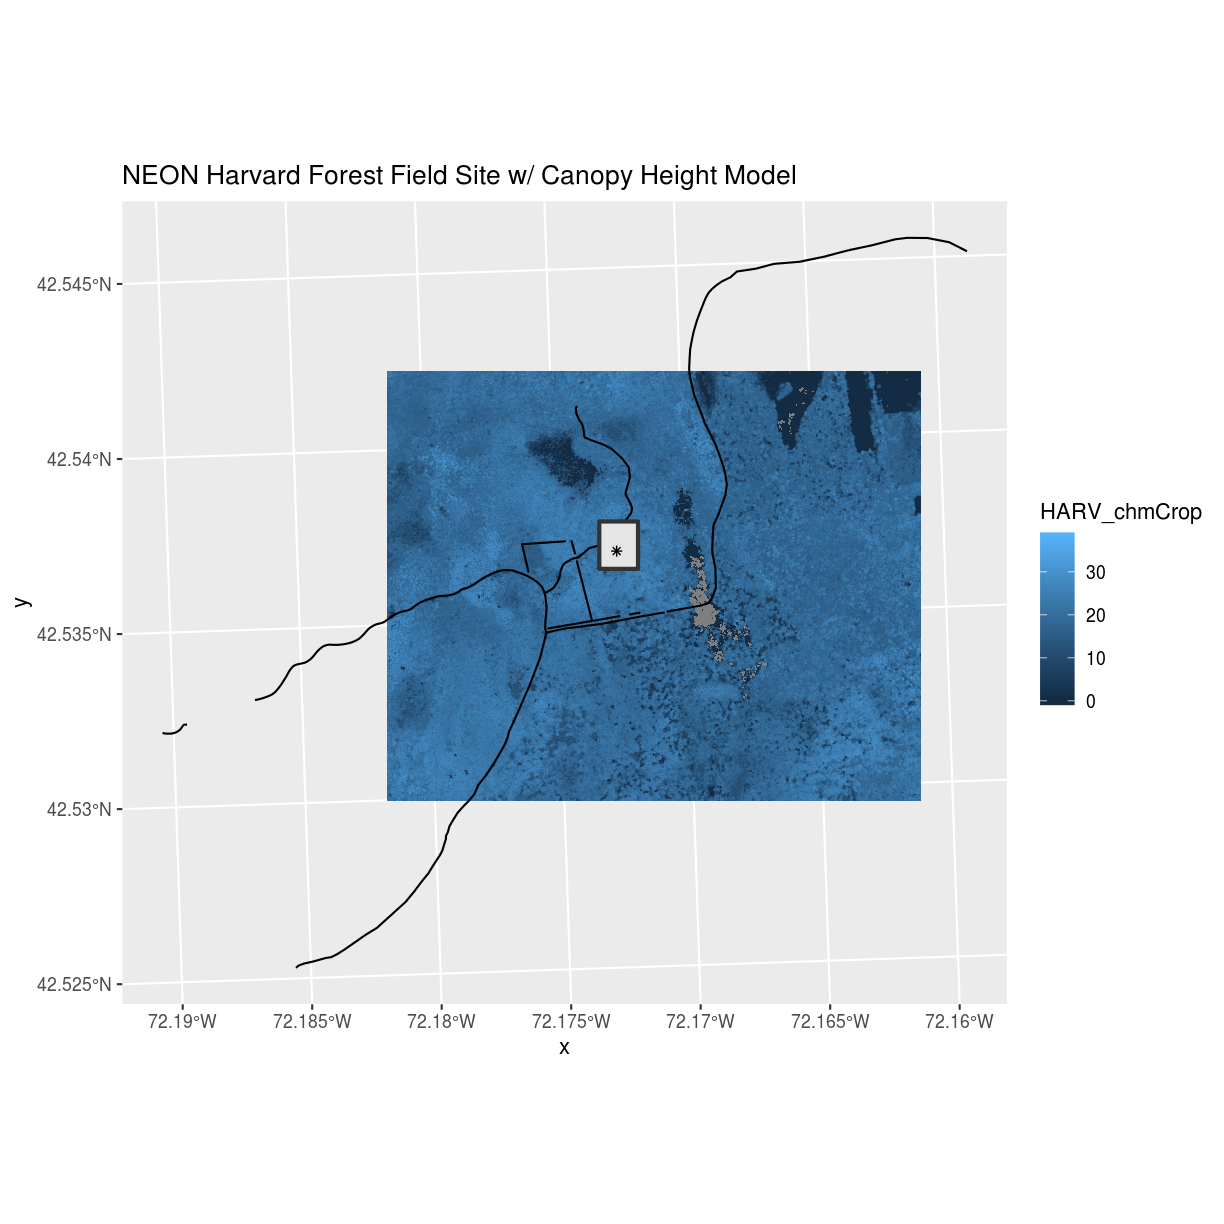 NEON Harvard Forest Field Site w/ Canopy Height Model
42.545°N
42.54°N
42.535°N
42.53°N
42.525°N
y
72.19°W 72.185°W 72.18°W 72.175°W 72.17°W 72.165°W 72.16°W
x
HARV_chmCrop
30
20
10
0